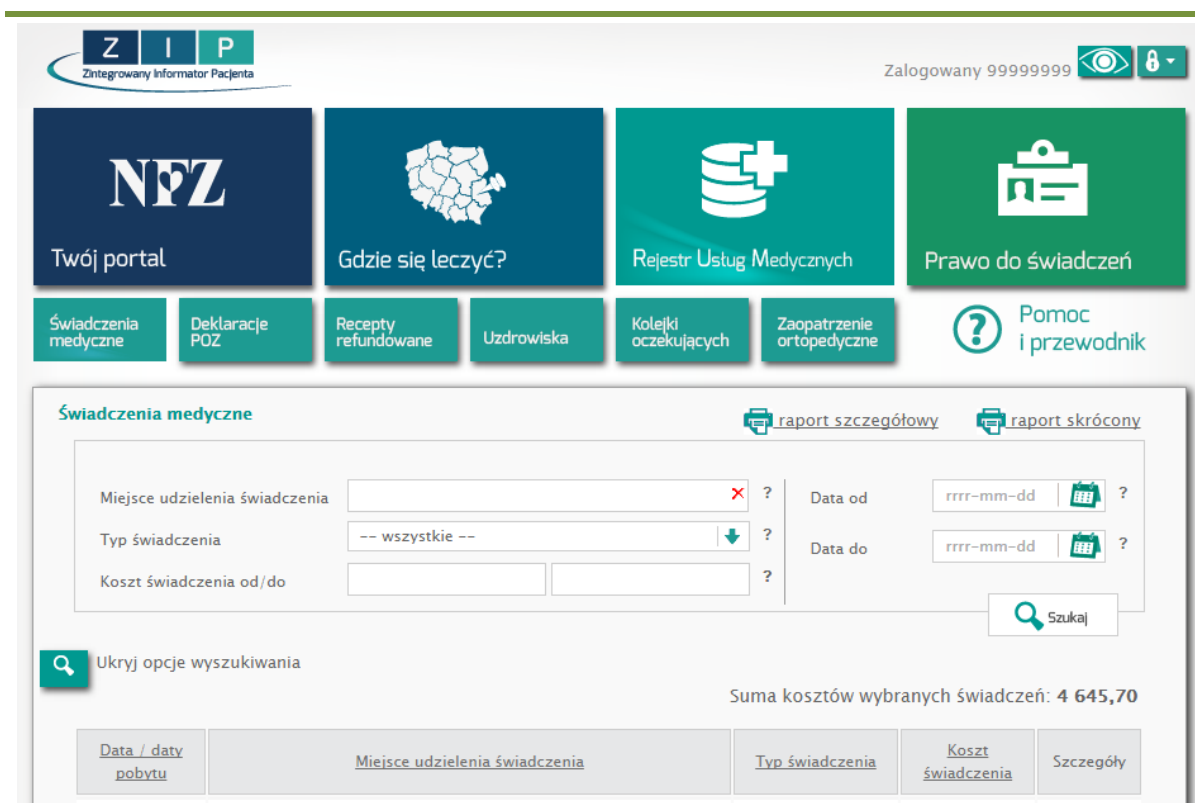 Z I P
Zintegrowany Informator Pacjenta
Zalogowany 99999999
NFZ
Twój portal
Gdzie się leczyć?
Rejestr Usług Medycznych
Prawo do świadczeń
Świadczenia
medyczne
Deklaracje
POZ
Recepty
refundowane
Uzdrowiska
Kolejki
oczekujących
Zaopatrzenie
ortopedyczne
?
Pomoc
i przewodnik
Świadczenia medyczne
raport szczegółowy
raport skrócony
Miejsce udzielenia świadczenia
?
Data od
rrrr-mm-dd
?
Typ świadczenia
-- wszystkie --
?
Data do
rrrr-mm-dd
?
Koszt świadczenia od/do
?
Szukaj
Ukryj opcje wyszukiwania
Suma kosztów wybranych świadczeń: 4 645,70
Data / daty
pobytu
Miejsce udzielenia świadczenia
Typ świadczenia
Koszt
świadczenia
Szczegóły